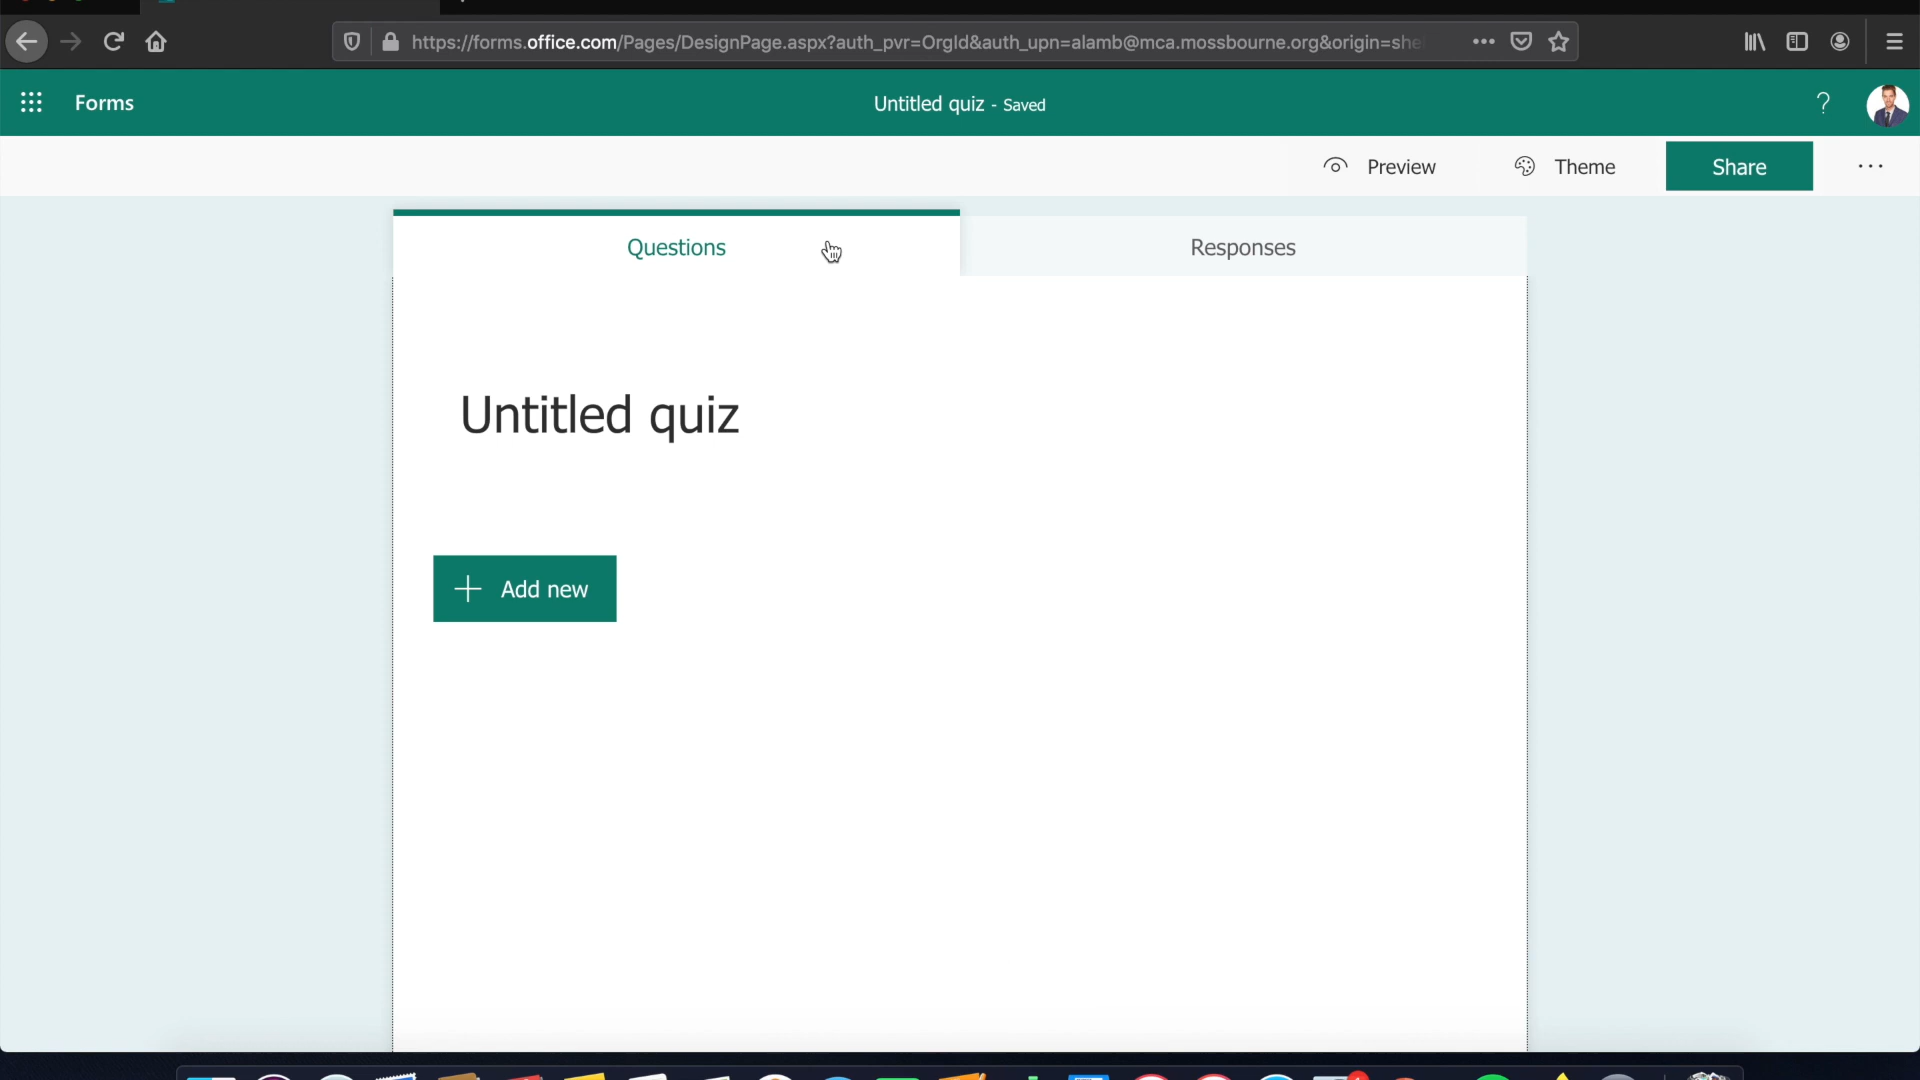 https://forms.office.com/Pages/DesignPage.aspx?auth_pvr=OrgId&auth_upn=alamb@mca.mossbourne.org&origin=she
Forms
Untitled quiz - Saved
?
Preview
Theme
Share
Questions
Responses
Untitled quiz
Add new